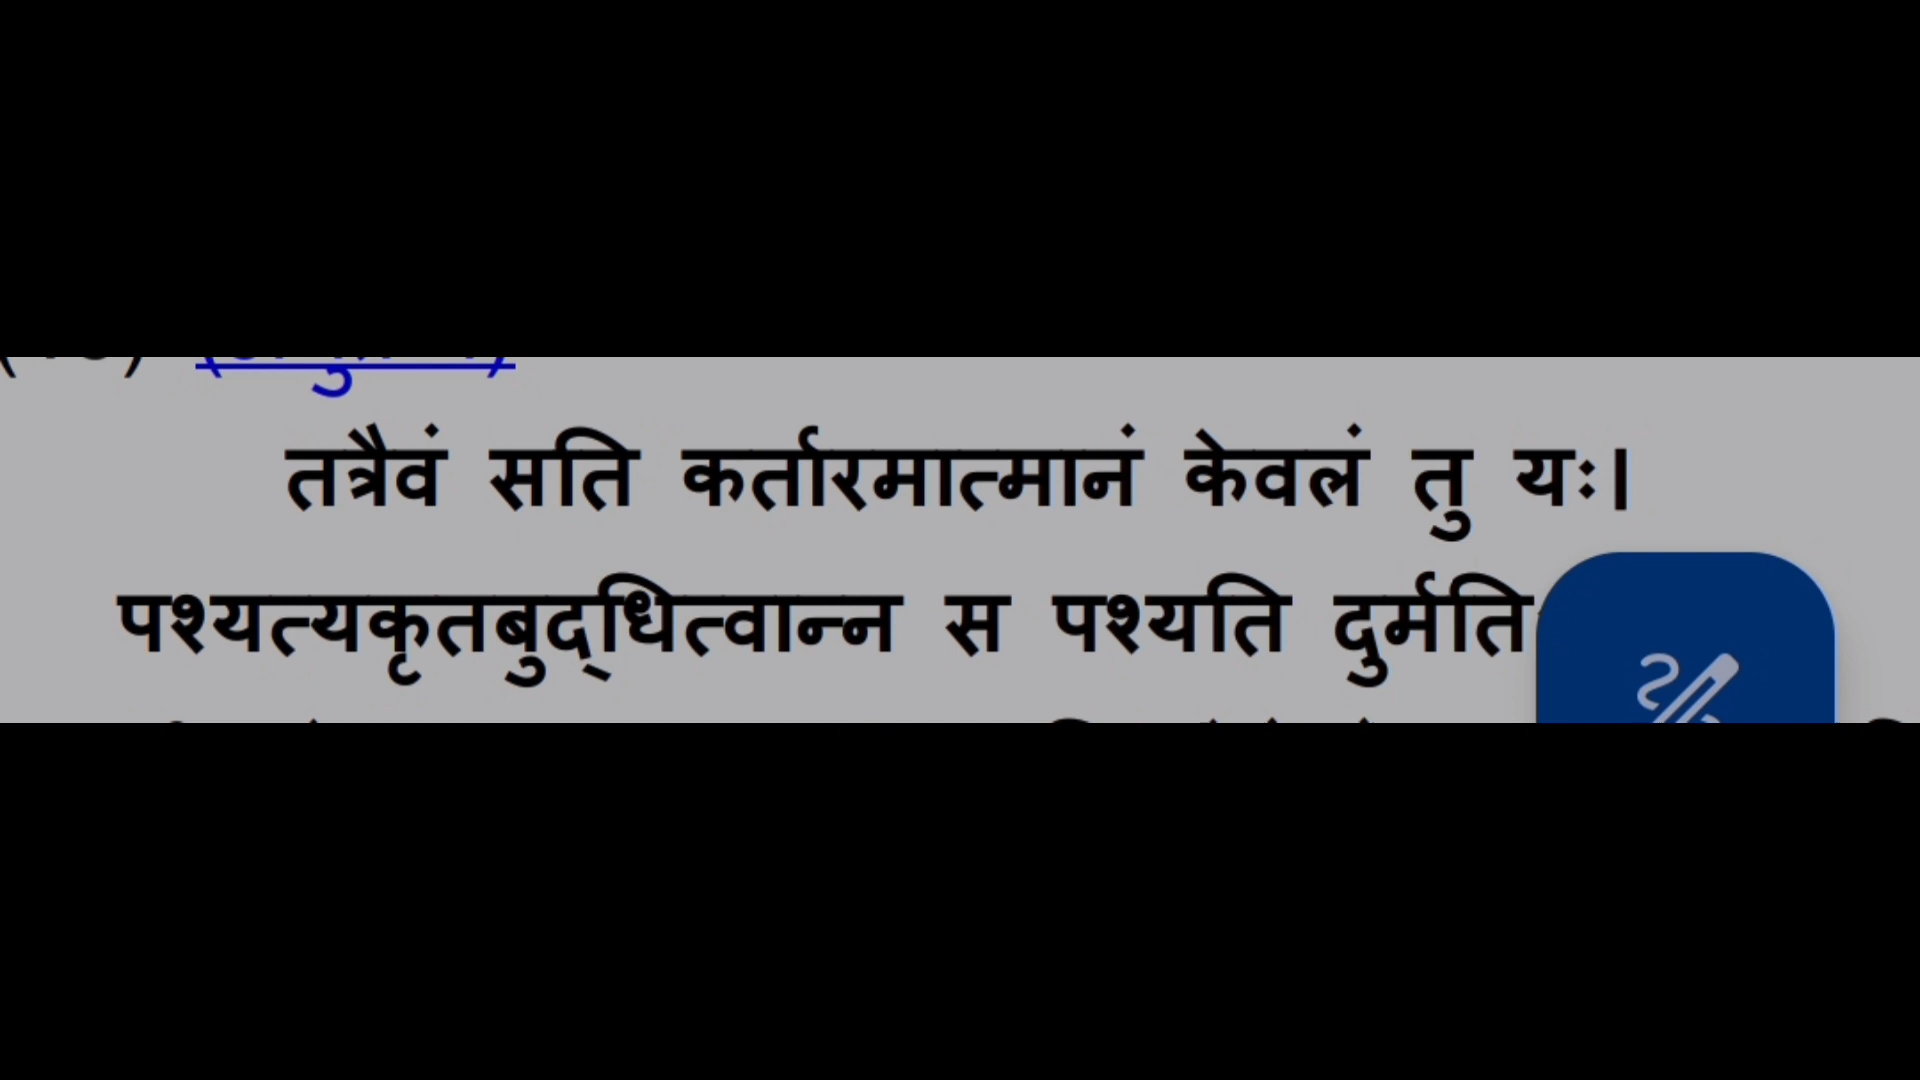 तत्रैवं सति कर्तारमात्मानं केवलं तु यः।
पश्यत्यकृतबुद्धित्वान्न स पश्यति दुर्मति